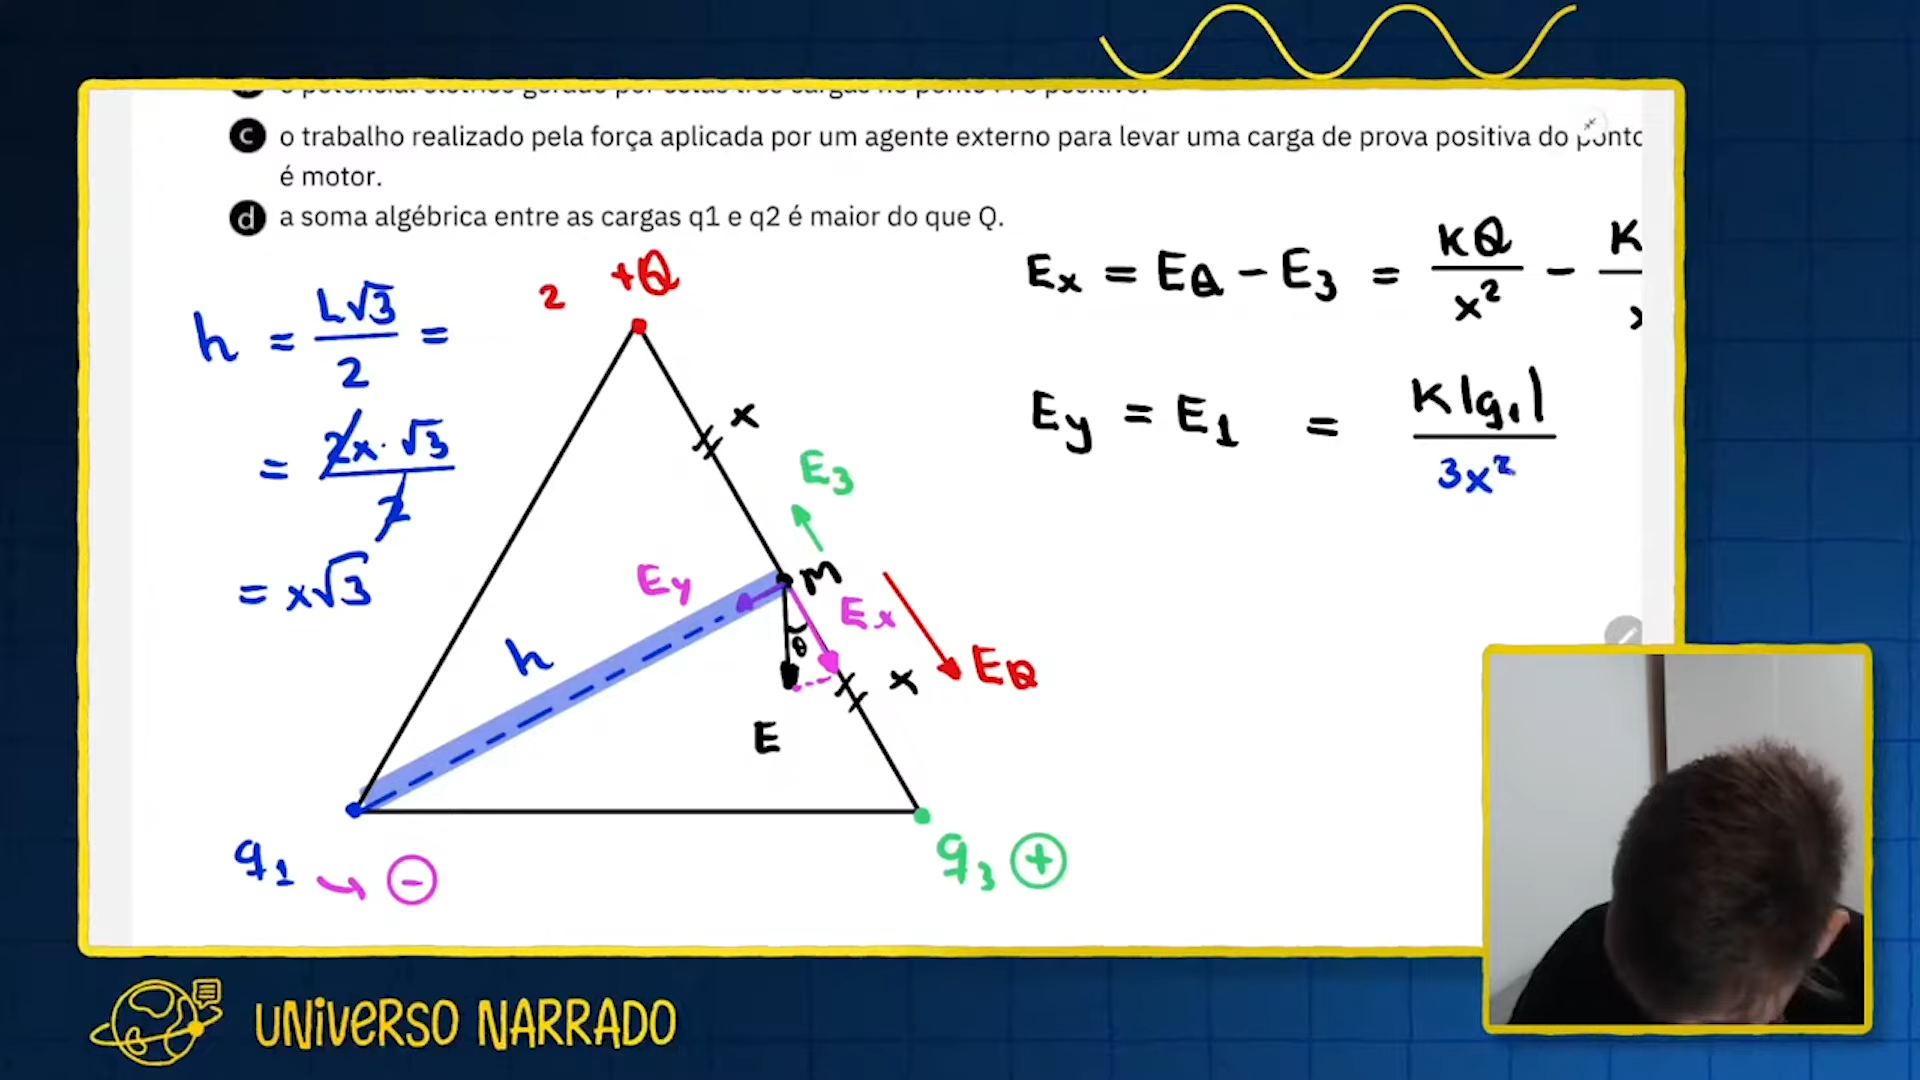 c o trabalho realizado pela força aplicada por um agente externo para levar uma carga de prova positiva do ponto
é motor.
d a soma algébrica entre as cargas q1 e q2 é maior do que Q.
h = L√3 / 2 =
= 2x · √3 / 2
= x√3
2 +Q
x
E3
M
Ey
Ex
θ
h
x
EQ
E
q1 → −
q3 +
Ex = EQ − E3 = KQ / x² − K
Ey = E1 = K|q1| / 3x²
UNIVERSO NARRADO